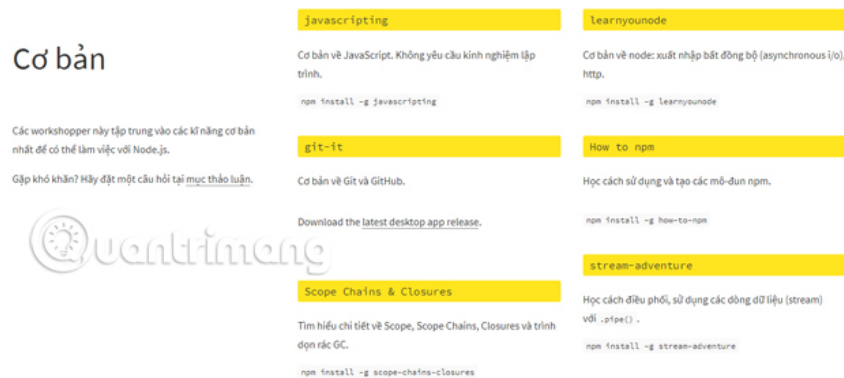 Cơ bản
Các workshopper này tập trung vào các kĩ năng cơ bản
nhất để có thể làm việc với Node.js.
Gặp khó khăn? Hãy đặt một câu hỏi tại mục thảo luận.
Quantrimang
javascripting
Cơ bản về JavaScript. Không yêu cầu kinh nghiệm lập
trình.
npm install -g javascripting
git-it
Cơ bản về Git và GitHub.
Download the latest desktop app release.
Scope Chains & Closures
Tìm hiểu chi tiết về Scope, Scope Chains, Closures và trình
dọn rác GC.
npm install -g scope-chains-closures
learnyounode
Cơ bản về node: xuất nhập bất đồng bộ (asynchronous i/o),
http.
npm install -g learnyounode
How to npm
Học cách sử dụng và tạo các mô-đun npm.
npm install -g how-to-npm
stream-adventure
Học cách điều phối, sử dụng các dòng dữ liệu (stream)
với .pipe() .
npm install -g stream-adventure